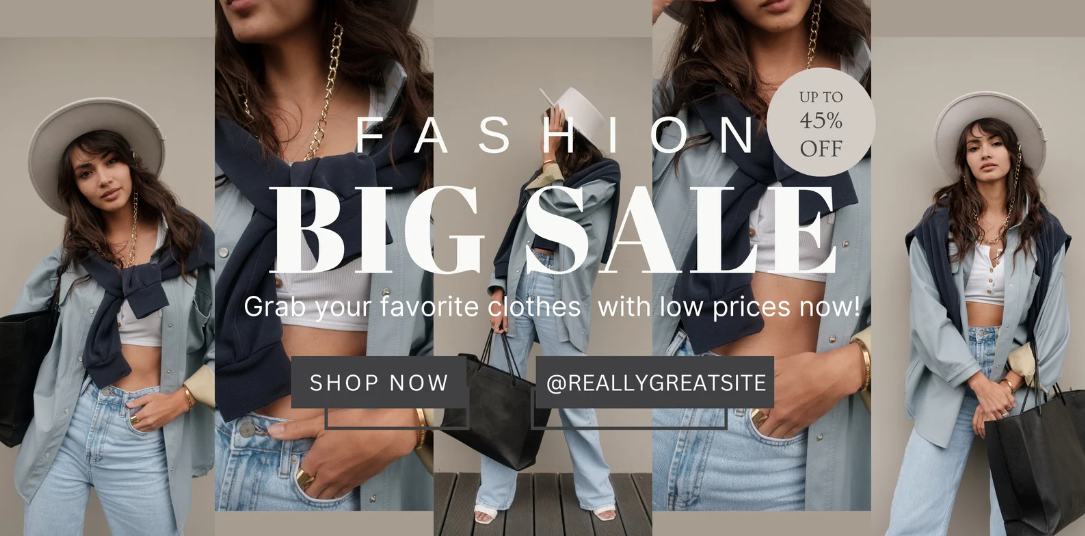 FASHION
UP TO
45%
OFF
BIG SALE
Grab your favorite clothes  with low prices now!
SHOP NOW
@REALLYGREATSITE